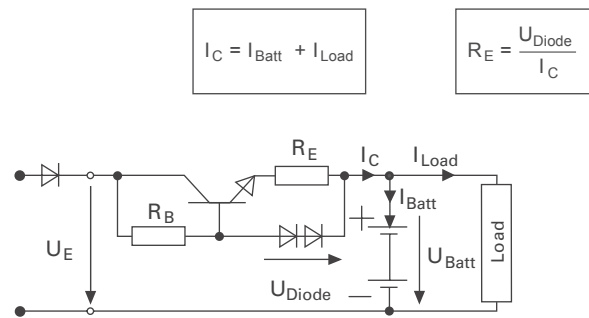 I_C = I_Batt + I_Load
R_E = U_Diode / I_C
R_E
I_C
I_Load
R_B
I_Batt
+
U_E
U_Batt
Load
U_Diode
−